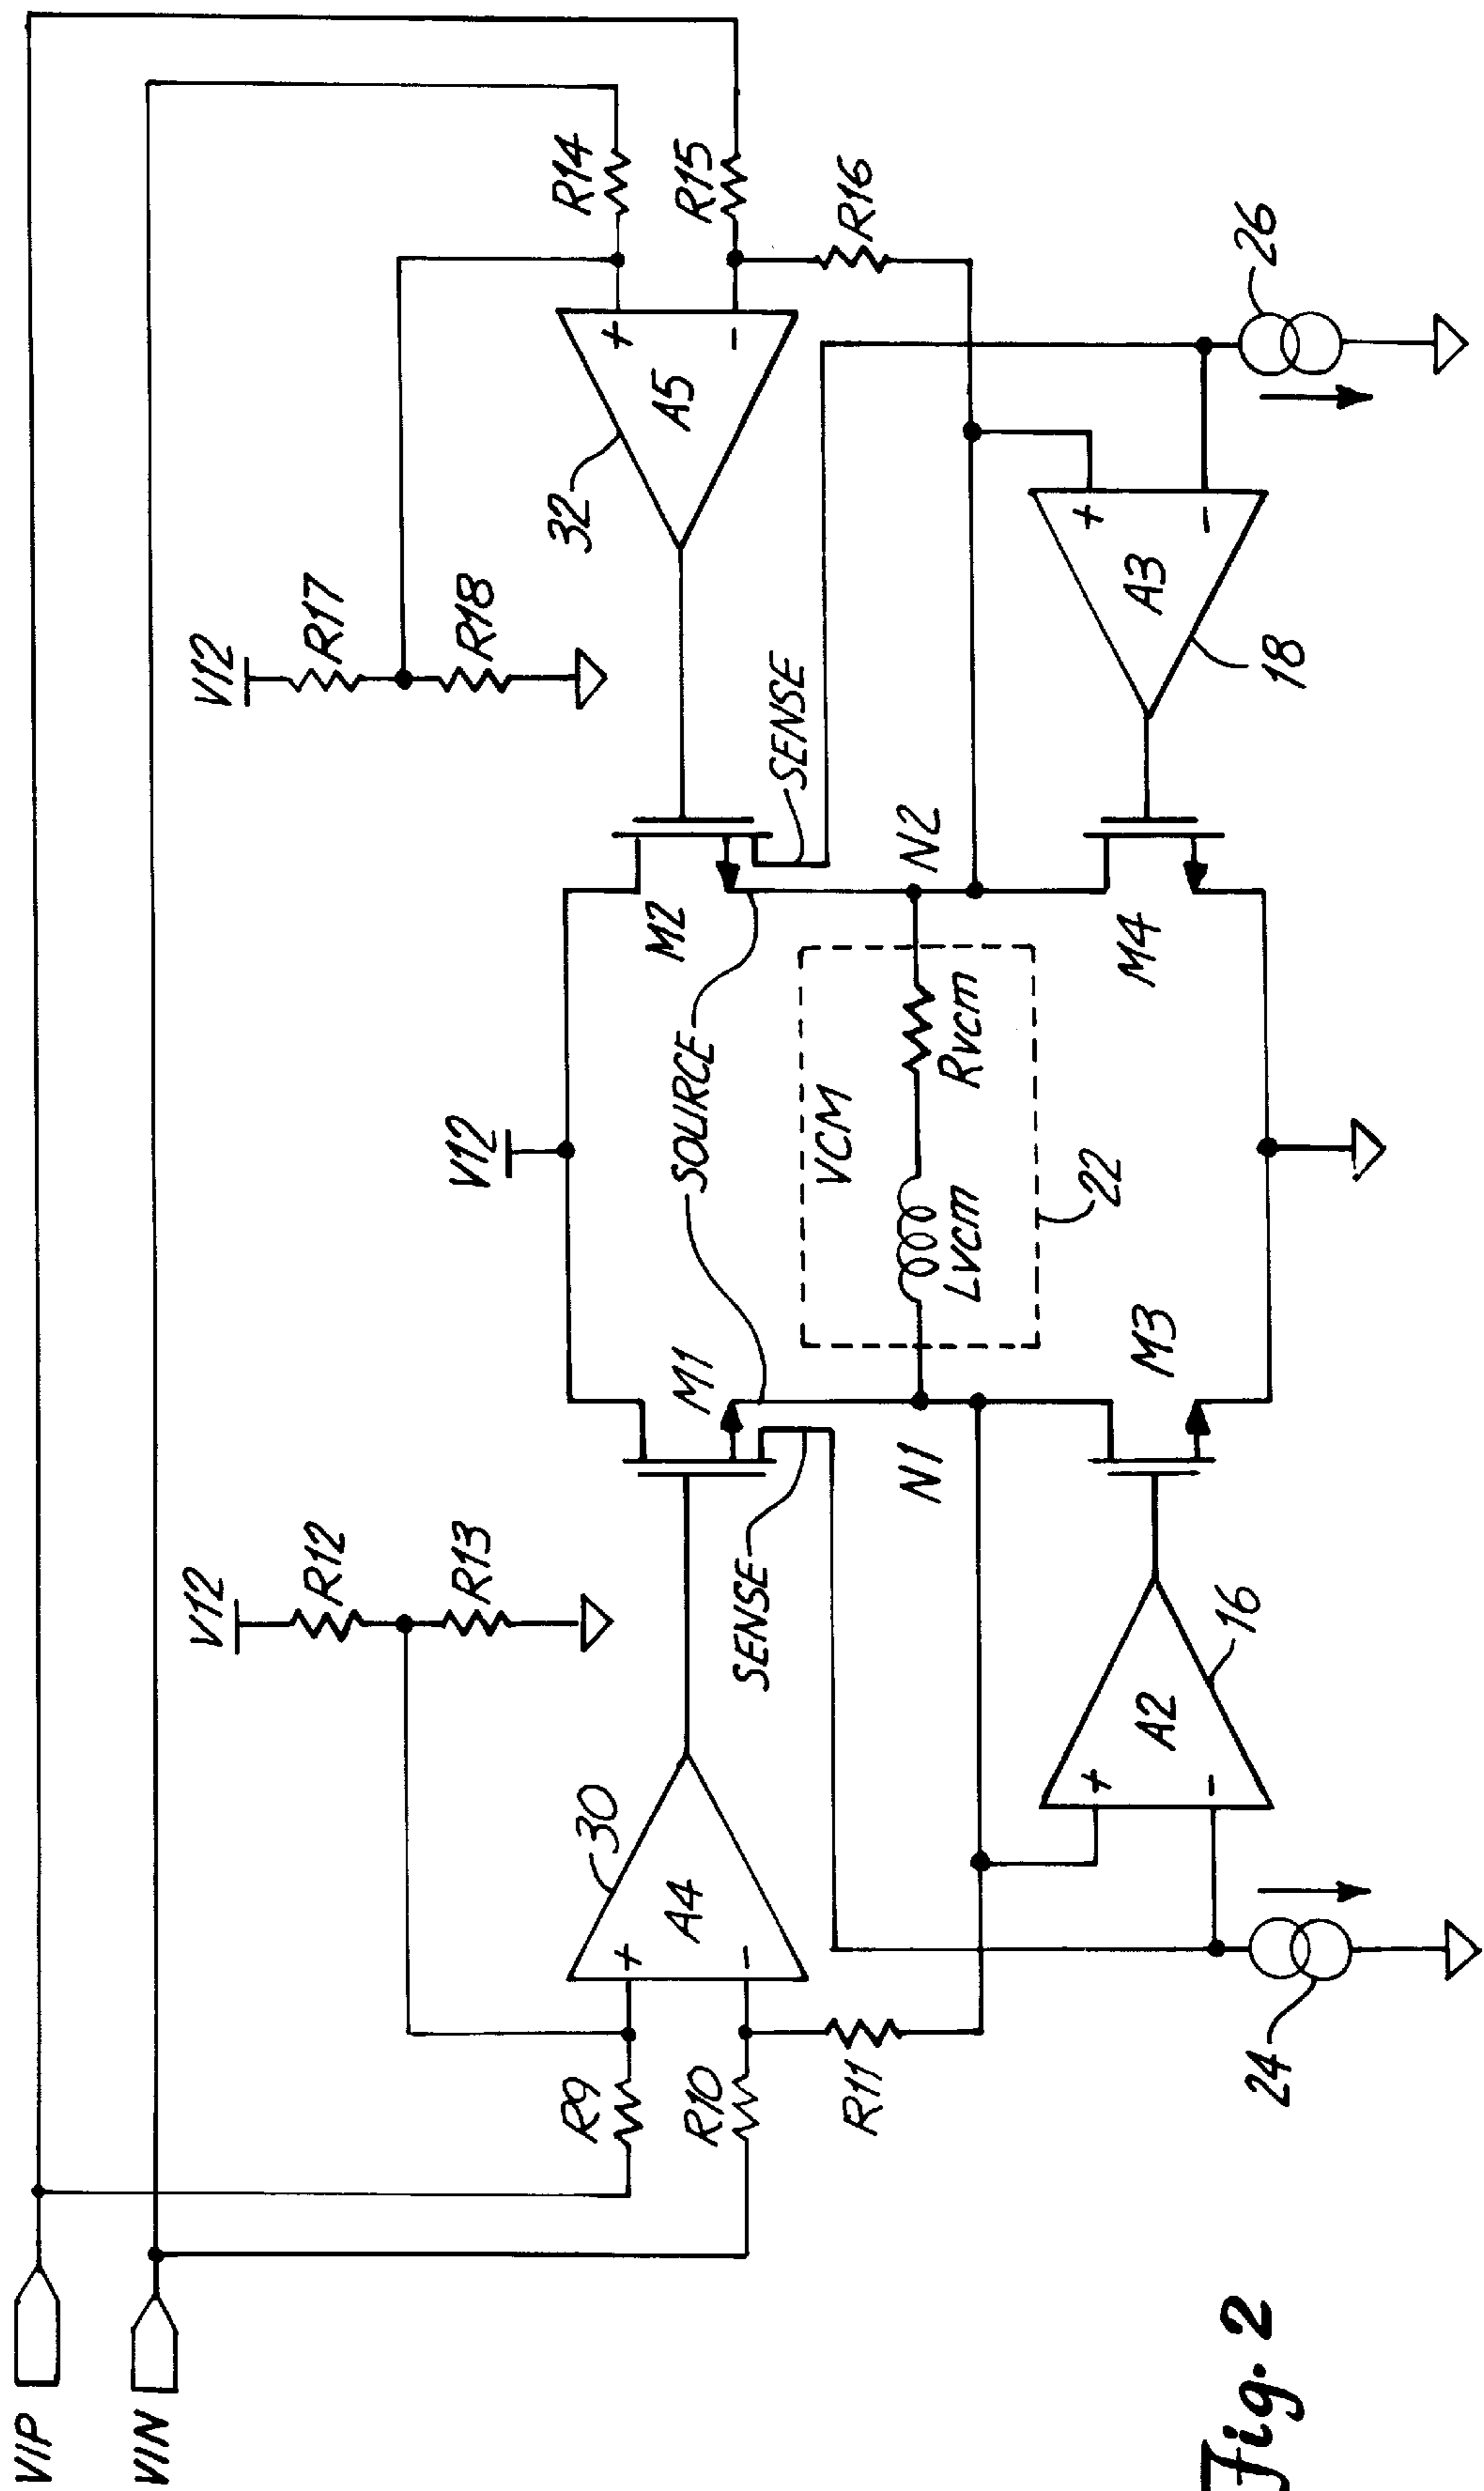 VIP
VIN
V12
R12
R13
V12
R17
R18
R14
R15
R16
R9
R10
R11
30
A4
+
-
32
A5
+
-
V12
M1
M2
SOURCE
SENSE
SENSE
VCM
Lvcm
Rvcm
22
N1
N2
M3
M4
A2
+
-
16
A3
+
-
18
24
26
Fig. 2